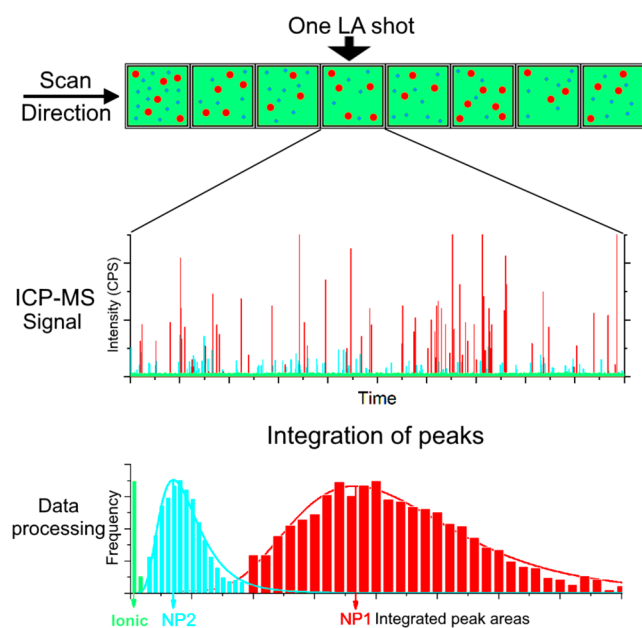 One LA shot
Scan
Direction
ICP-MS
Signal
Intensity (CPS)
Time
Integration of peaks
Data
processing
Frequency
Ionic
NP2
NP1
Integrated peak areas